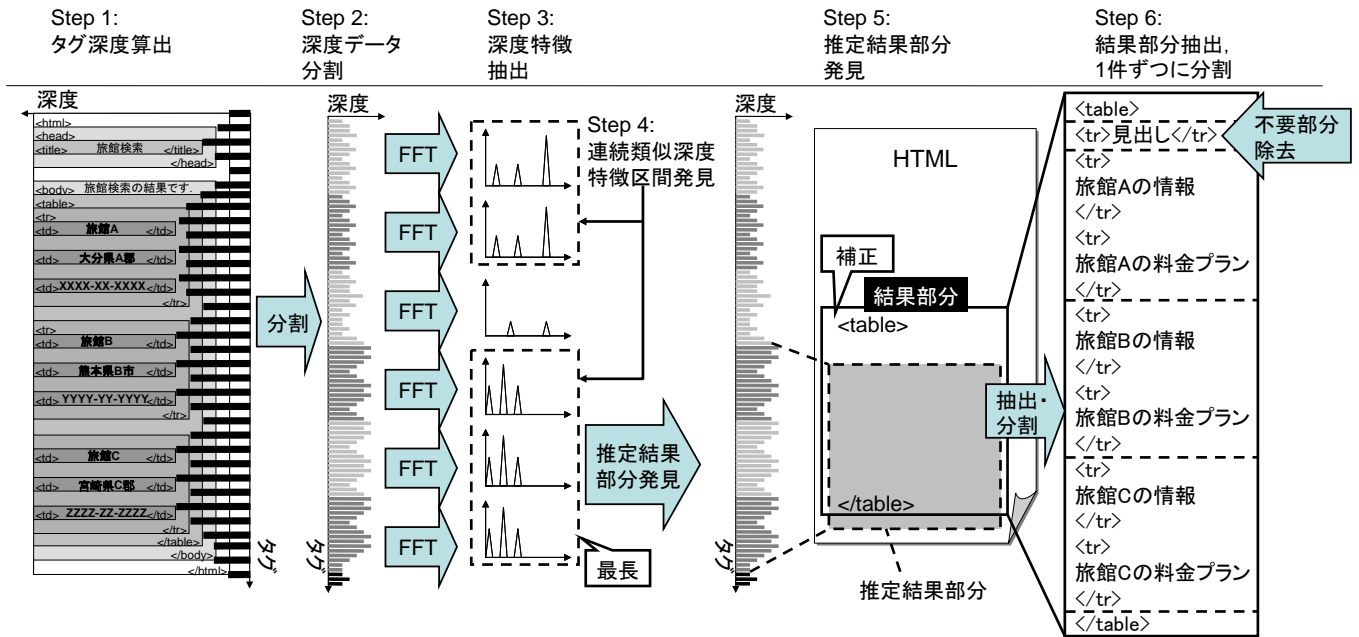 Step 1:
タグ深度算出
Step 2:
深度データ
分割
Step 3:
深度特徴
抽出
Step 5:
推定結果部分
発見
Step 6:
結果部分抽出,
1件ずつに分割
深度
<html>
<head>
<title> 旅館検索 </title>
</head>
<body> 旅館検索の結果です.
<table>
<tr>
<td> 旅館A </td>
<td> 大分県A郡 </td>
<td>XXXX-XX-XXXX </td>
</tr>
<tr>
<td> 旅館B </td>
<td> 熊本県B市 </td>
<td> YYYY-YY-YYYY</td>
</tr>
<td> 旅館C </td>
<td> 宮崎県C郡 </td>
<td> ZZZZ-ZZ-ZZZZ</td>
</tr>
</table>
</body>
</html>
タグ
分割
深度
タグ
FFT
FFT
FFT
FFT
FFT
FFT
Step 4:
連続類似深度
特徴区間発見
最長
推定結果
部分発見
深度
タグ
HTML
補正
結果部分
<table>
</table>
推定結果部分
抽出・
分割
<table>
<tr>見出し</tr>
不要部分
除去
<tr>
旅館Aの情報
</tr>
<tr>
旅館Aの料金プラン
</tr>
<tr>
旅館Bの情報
</tr>
<tr>
旅館Bの料金プラン
</tr>
<tr>
旅館Cの情報
</tr>
<tr>
旅館Cの料金プラン
</tr>
</table>